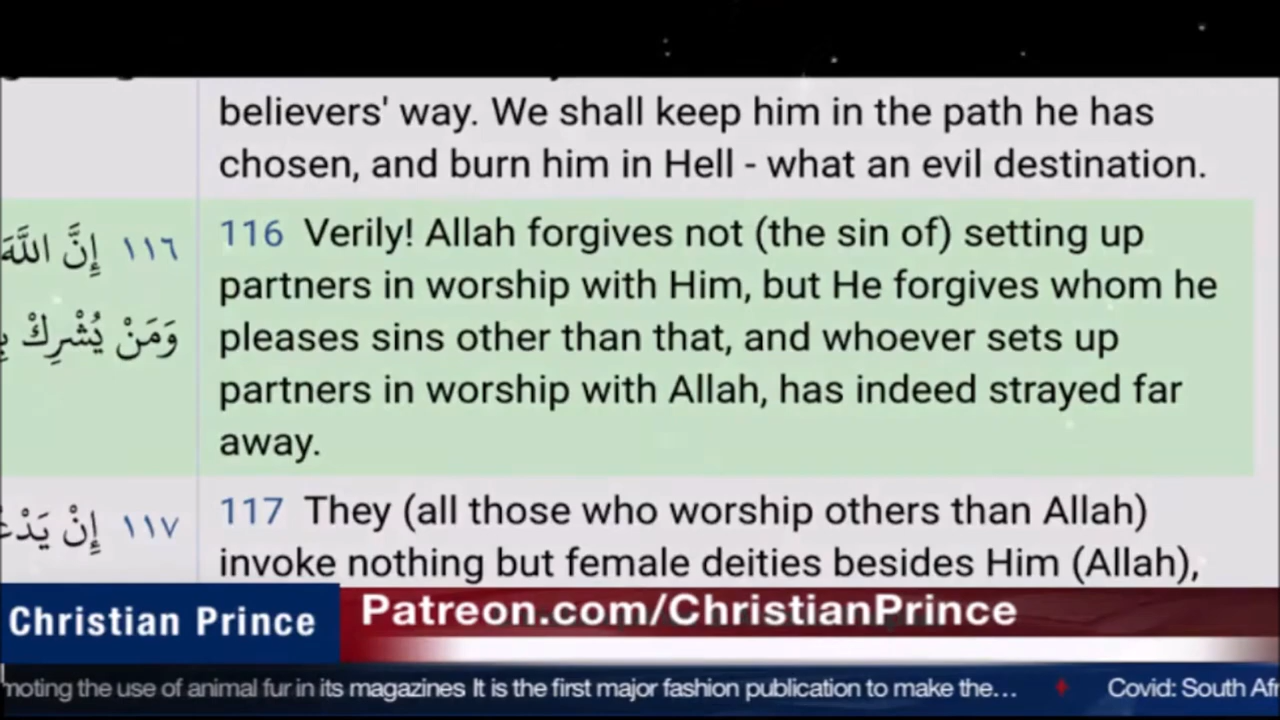 believers' way. We shall keep him in the path he has
chosen, and burn him in Hell - what an evil destination.
١١٦ إِنَّ اللَّهَ
116 Verily! Allah forgives not (the sin of) setting up
partners in worship with Him, but He forgives whom he
وَمَنْ يُشْرِكْ
pleases sins other than that, and whoever sets up
partners in worship with Allah, has indeed strayed far
away.
١١٧ إِنْ
117 They (all those who worship others than Allah)
invoke nothing but female deities besides Him (Allah),
Christian Prince
Patreon.com/ChristianPrince
the use of animal fur in its magazines It is the first major fashion publication to make the... Covid: South